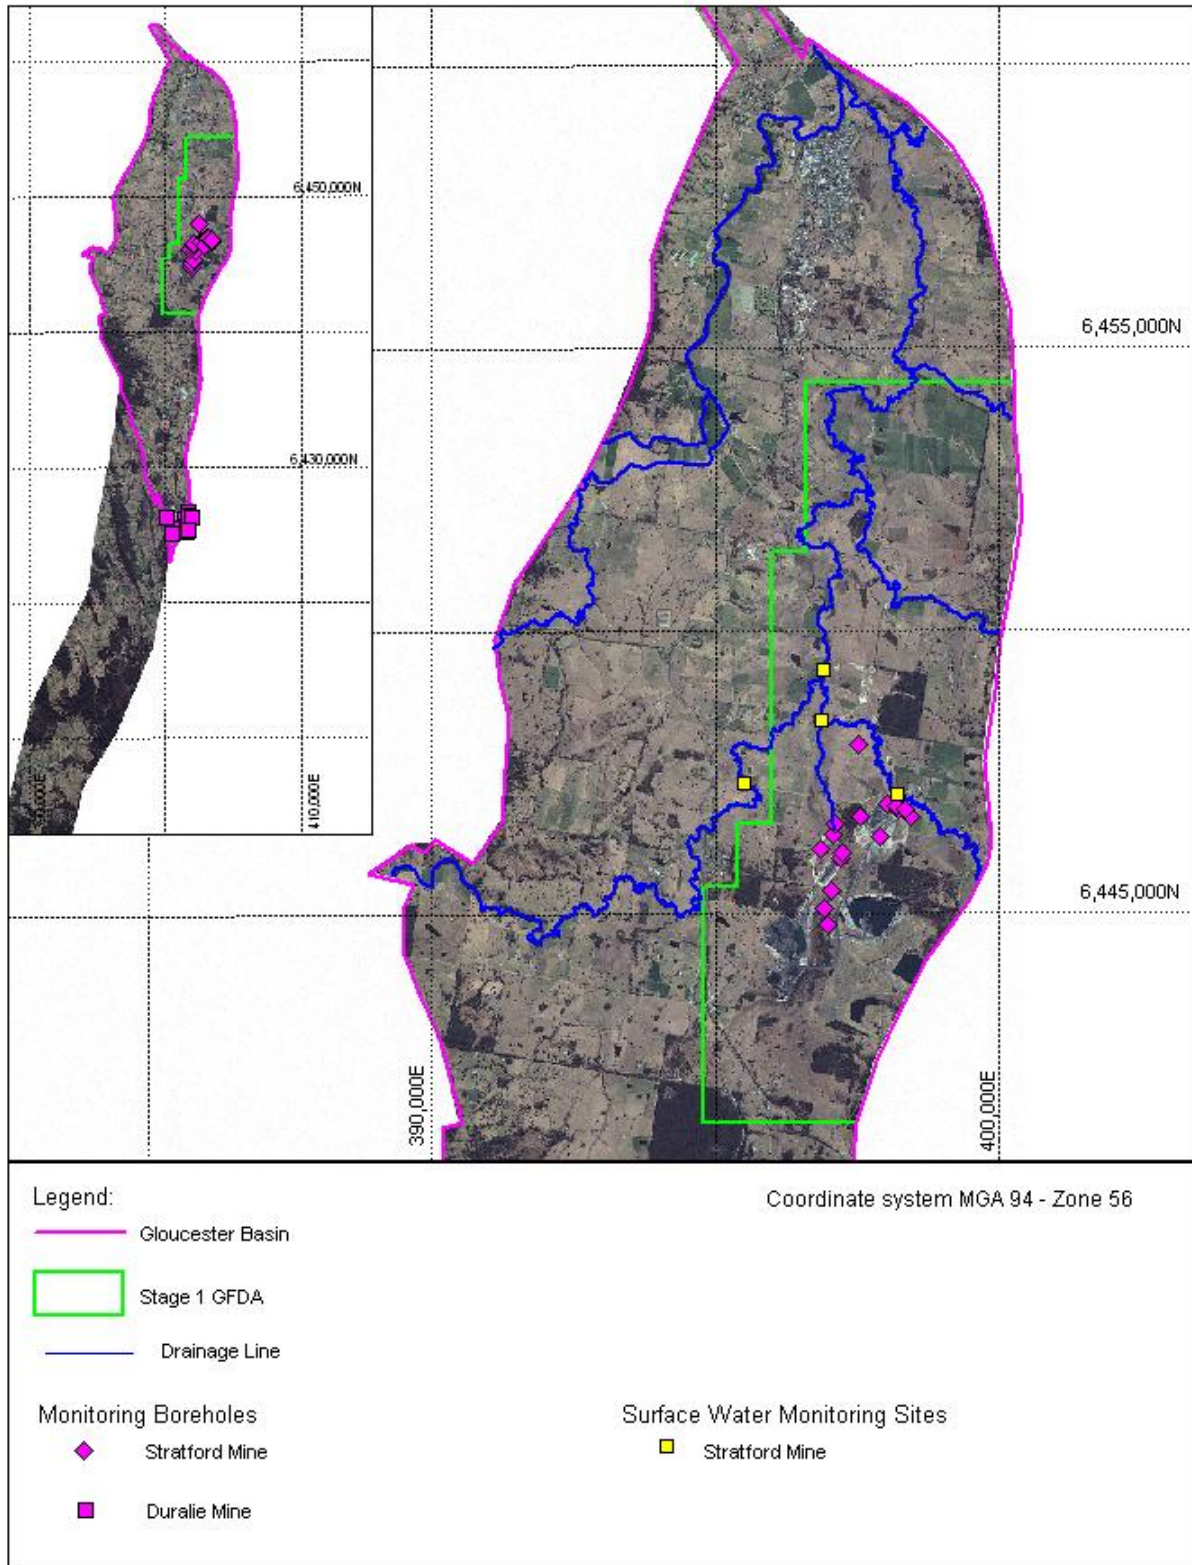 6,450,000N
6,430,000N
410,000E
6,455,000N
6,445,000N
390,000E
400,000E
Legend:
Coordinate system MGA 94 - Zone 56
Gloucester Basin
Stage 1 GFDA
Drainage Line
Monitoring Boreholes
Surface Water Monitoring Sites
Stratford Mine
Stratford Mine
Duralie Mine